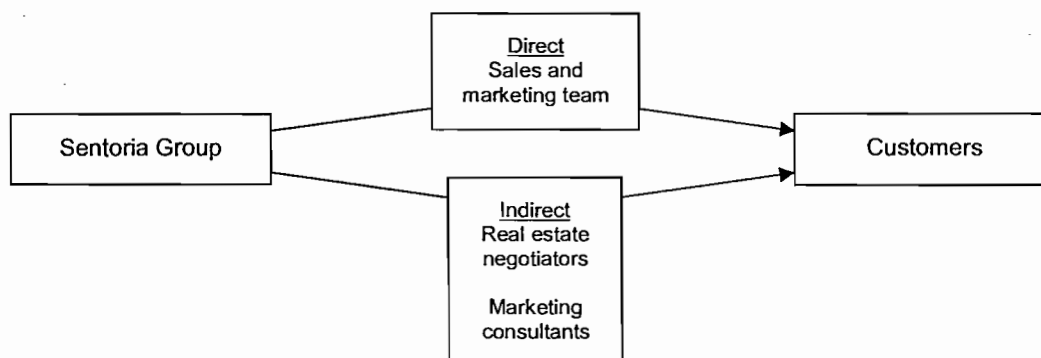 Direct
Sales and
marketing team
Sentoria Group
Customers
Indirect
Real estate
negotiators
Marketing
consultants